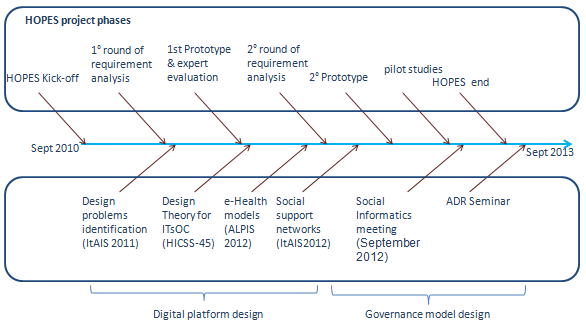 HOPES project phases
HOPES Kick-off
1° round of
requirement
analysis
1st Prototype
& expert
evaluation
2° round of
requirement
analysis
2° Prototype
pilot studies
HOPES end
Sept 2010
Sept 2013
Design
problems
identification
(ItAIS 2011)
Design
Theory for
ITsOC
(HICSS-45)
e-Health
models
(ALPIS
2012)
Social
support
networks
(ItAIS2012)
Social
Informatics
meeting
(September
2012)
ADR Seminar
Digital platform design
Governance model design